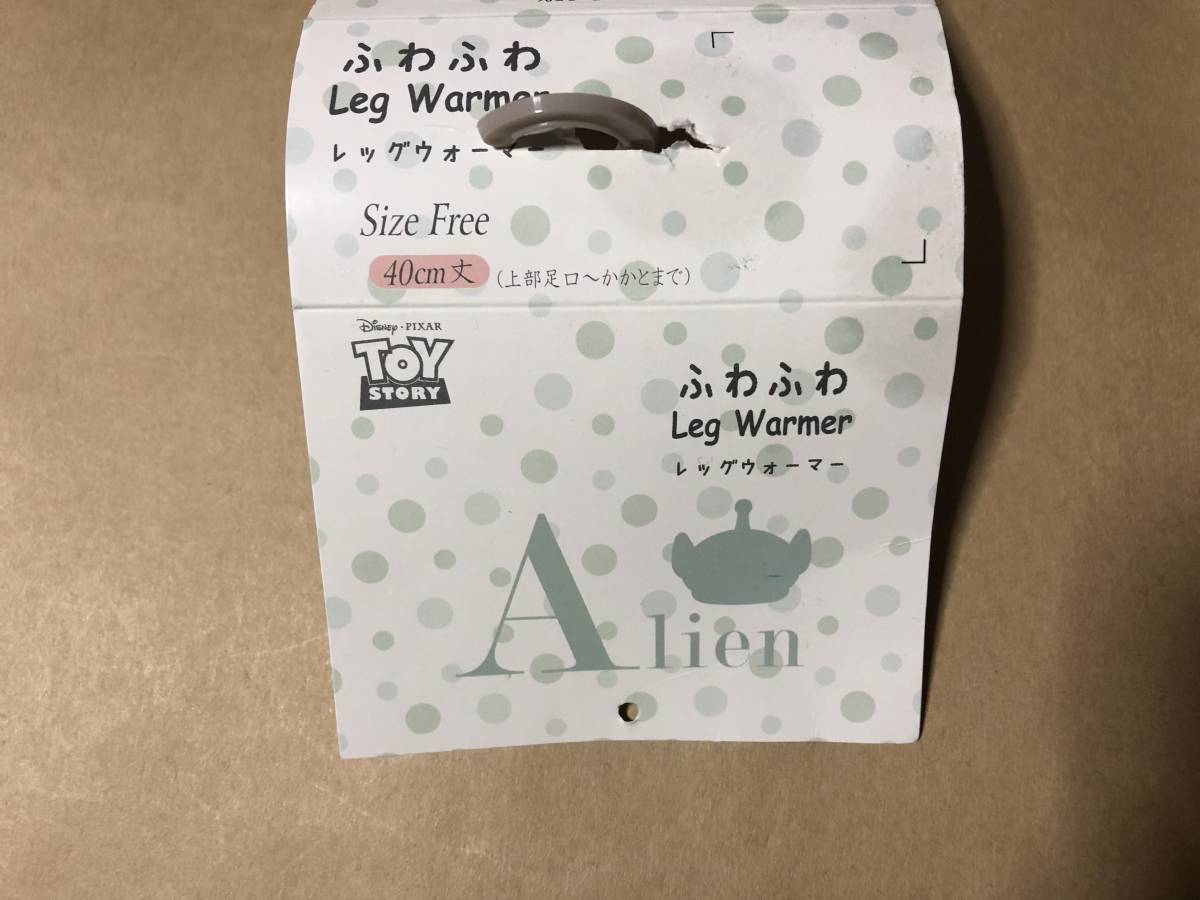 ふわふわ
Leg Warmer
レッグウォーマー
Size Free
40cm丈 (上部足口～かかとまで)
Disney・PIXAR
TOY
STORY
ふわふわ
Leg Warmer
レッグウォーマー
Alien